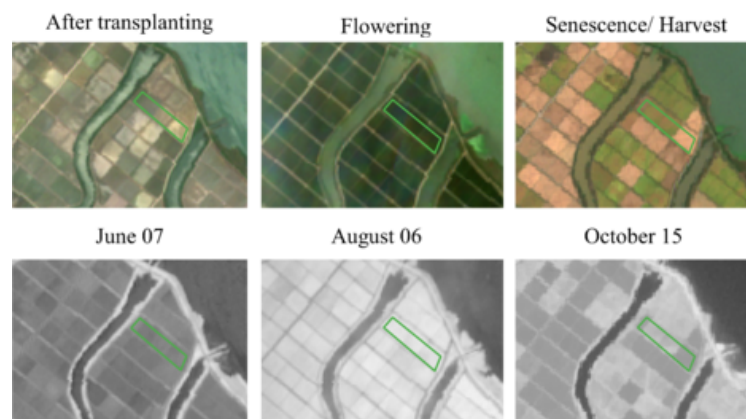 After transplanting
Flowering
Senescence/ Harvest
June 07
August 06
October 15